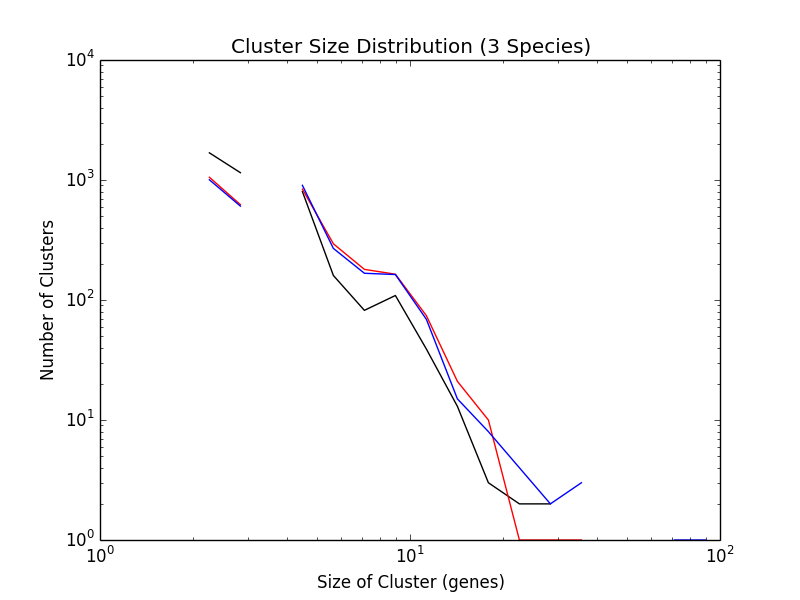 Cluster Size Distribution (3 Species)
10^4
10^3
10^2
10^1
10^0
Number of Clusters
10^0 10^1 10^2
Size of Cluster (genes)